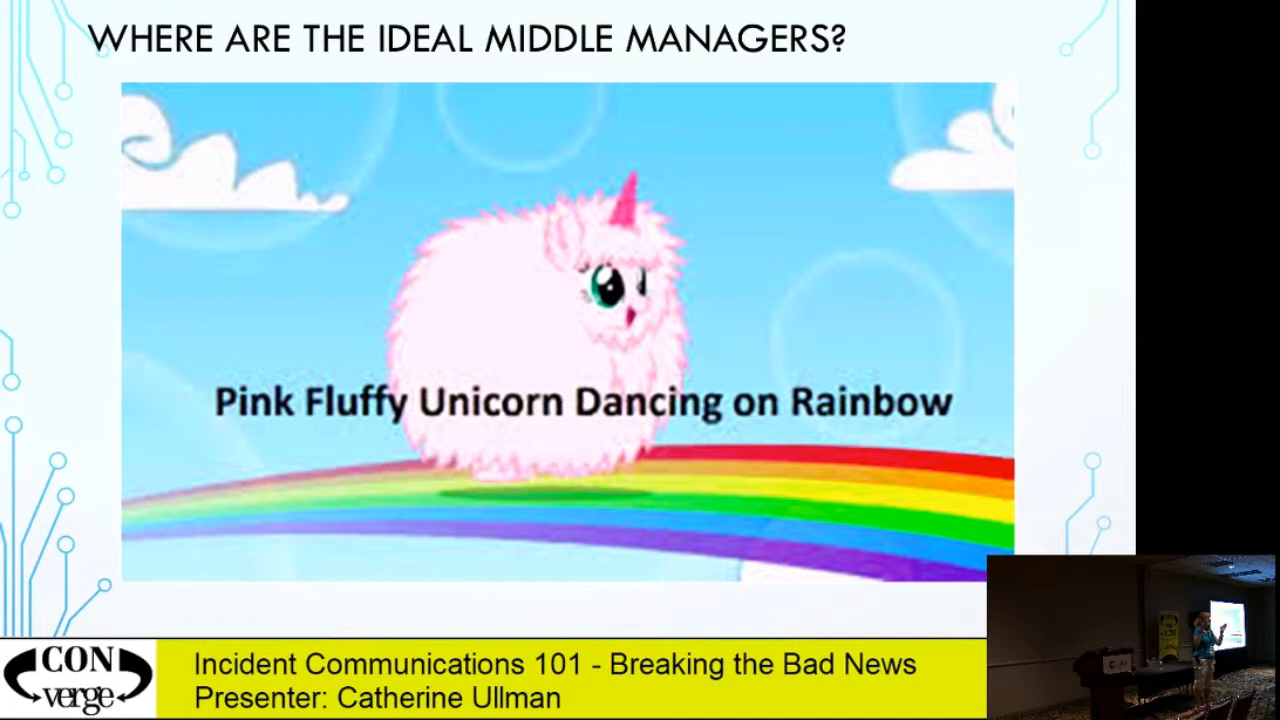 WHERE ARE THE IDEAL MIDDLE MANAGERS?
Pink Fluffy Unicorn Dancing on Rainbow
CON
verge
Incident Communications 101 - Breaking the Bad News
Presenter: Catherine Ullman